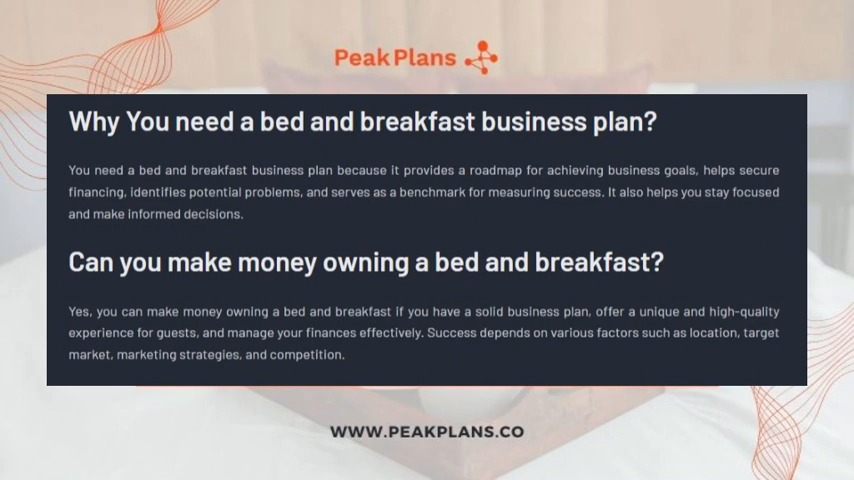 Peak Plans
Why You need a bed and breakfast business plan?
You need a bed and breakfast business plan because it provides a roadmap for achieving business goals, helps secure
financing, identifies potential problems, and serves as a benchmark for measuring success. It also helps you stay focused
and make informed decisions.
Can you make money owning a bed and breakfast?
Yes, you can make money owning a bed and breakfast if you have a solid business plan, offer a unique and high-quality
experience for guests, and manage your finances effectively. Success depends on various factors such as location, target
market, marketing strategies, and competition.
WWW.PEAKPLANS.CO